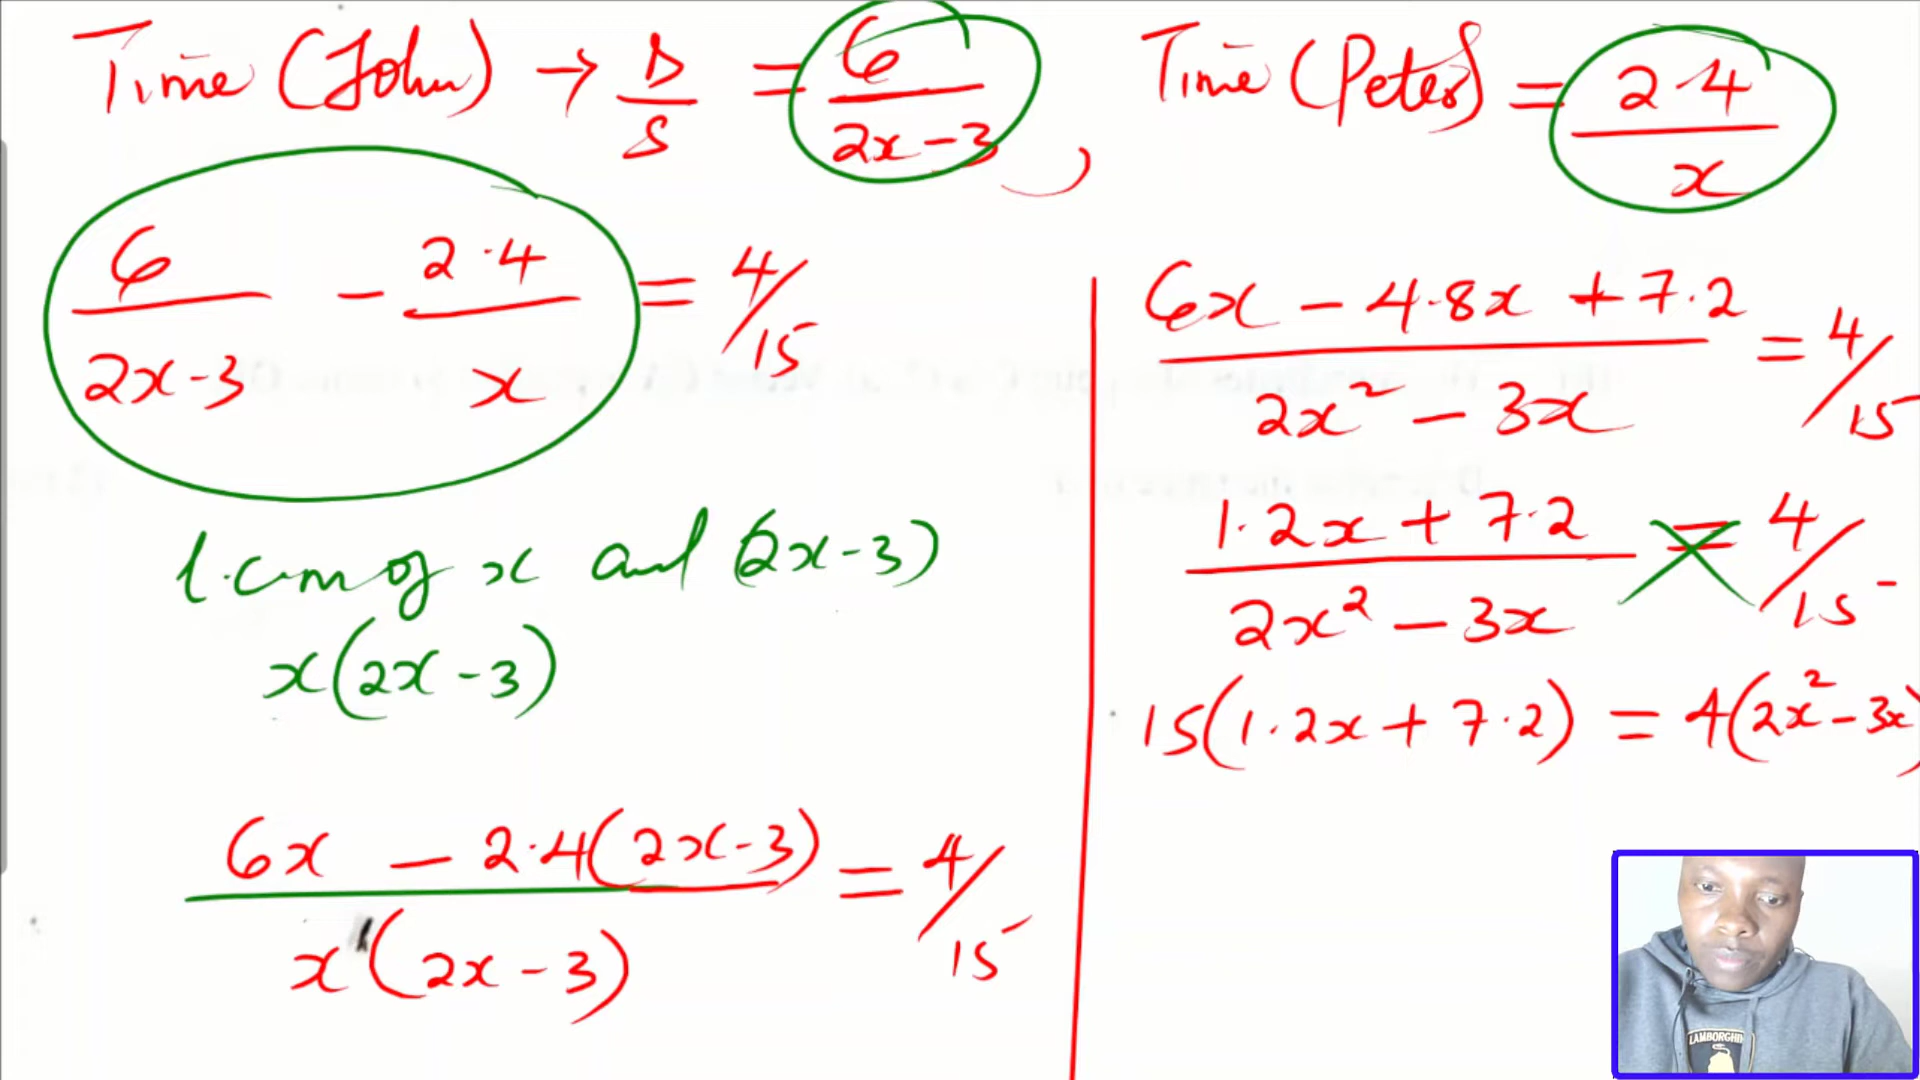 Time (John) → D/S = 6/(2x-3) , Time (Peter) = 2.4/x
6/(2x-3) - 2.4/x = 4/15
l.c.m of x and (2x-3)
x(2x-3)
(6x - 2.4(2x-3))/(x(2x-3)) = 4/15
(6x - 4.8x + 7.2)/(2x² - 3x) = 4/15
(1.2x + 7.2)/(2x² - 3x) = 4/15
15(1.2x + 7.2) = 4(2x² - 3x)
LAMBORGHINI